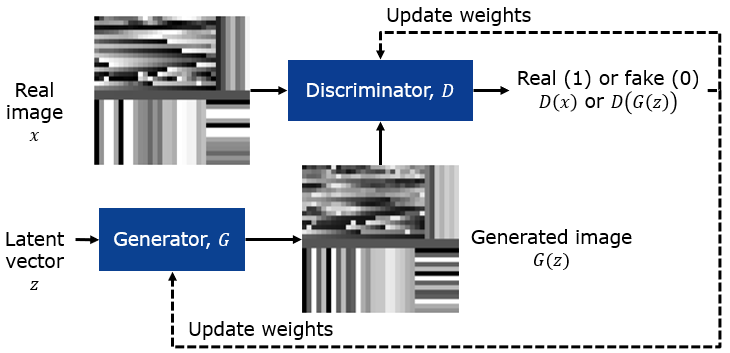 Update weights
Real
image
x
Discriminator, D
Real (1) or fake (0)
D(x) or D(G(z))
Latent
vector
z
Generator, G
Generated image
G(z)
Update weights